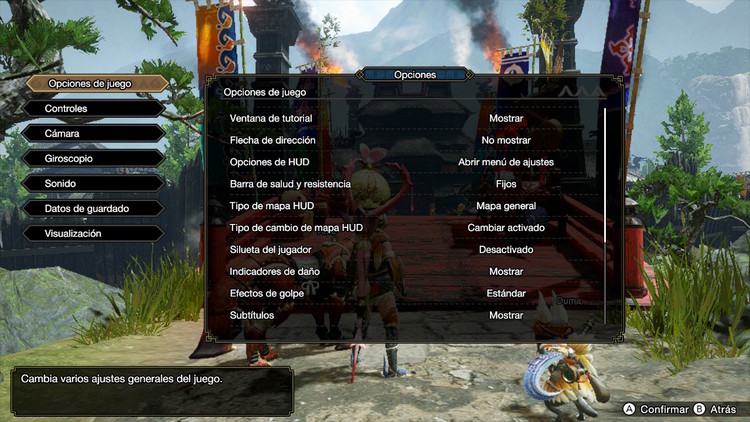 Opciones
Opciones de juego
Controles
Cámara
Giroscopio
Sonido
Datos de guardado
Visualización
Opciones de juego
Ventana de tutorial Mostrar
Flecha de dirección No mostrar
Opciones de HUD Abrir menú de ajustes
Barra de salud y resistencia Fijos
Tipo de mapa HUD Mapa general
Tipo de cambio de mapa HUD Cambiar activado
Silueta del jugador Desactivado
Indicadores de daño Mostrar
Efectos de golpe Estándar
Subtítulos Mostrar
Cambia varios ajustes generales del juego.
A Confirmar B Atrás